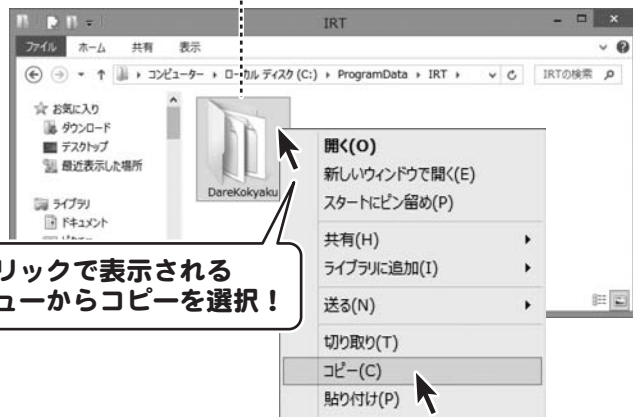 IRT
ファイル ホーム 共有 表示
コンピューター ローカル ディスク (C:) ProgramData IRT IRTの検索
お気に入り
ダウンロード
デスクトップ
最近表示した場所
ライブラリ
ドキュメント
DareKokyaku
開く(O)
新しいウィンドウで開く(E)
スタートにピン留め(P)
共有(H)
ライブラリに追加(I)
送る(N)
切り取り(T)
コピー(C)
貼り付け(P)
リックで表示される
ューからコピーを選択！